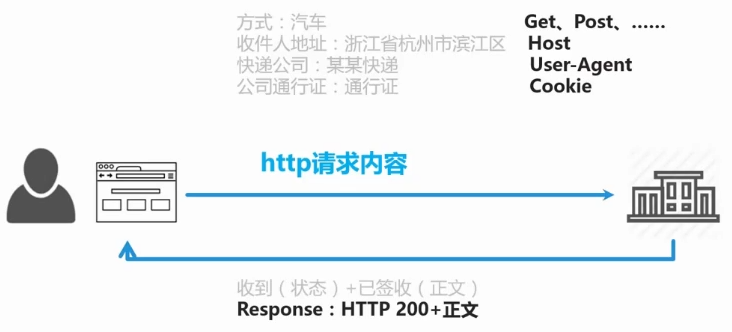 方式：汽车 Get、Post、……
收件人地址：浙江省杭州市滨江区 Host
快递公司：某某快递 User-Agent
公司通行证：通行证 Cookie
http请求内容
收到（状态）+已签收（正文）
Response：HTTP 200+正文